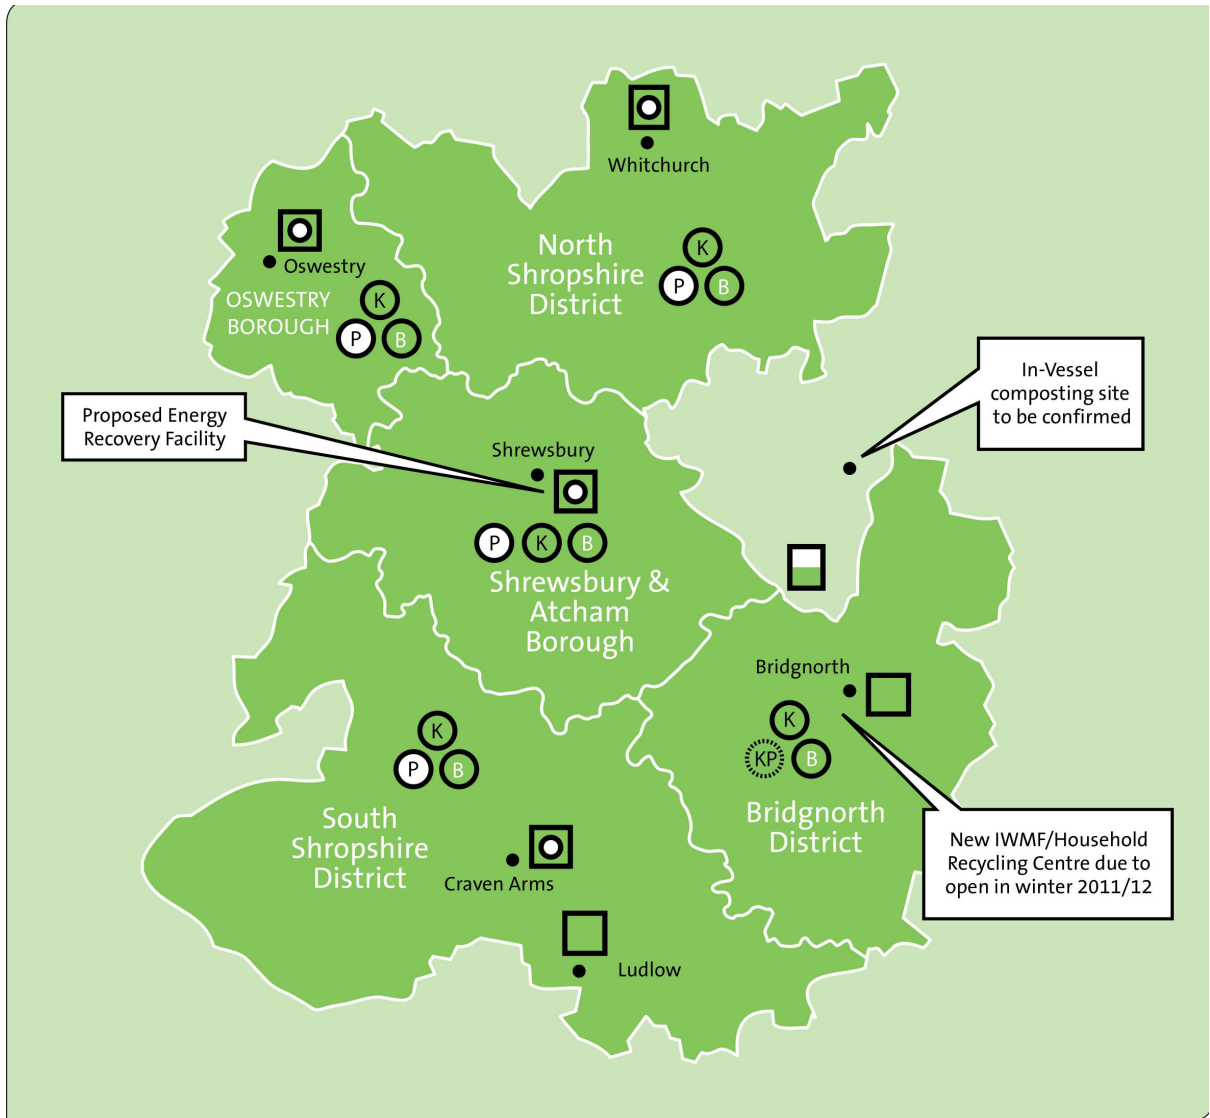 Whitchurch
North
Shropshire
District
K
P
B
Oswestry
OSWESTRY
BOROUGH
K
P
B
In-Vessel
composting site
to be confirmed
Proposed Energy
Recovery Facility
Shrewsbury
P
K
B
Shrewsbury &
Atcham
Borough
Bridgnorth
K
KP
B
Bridgnorth
District
K
P
B
South
Shropshire
District
Craven Arms
Ludlow
New IWMF/Household
Recycling Centre due to
open in winter 2011/12